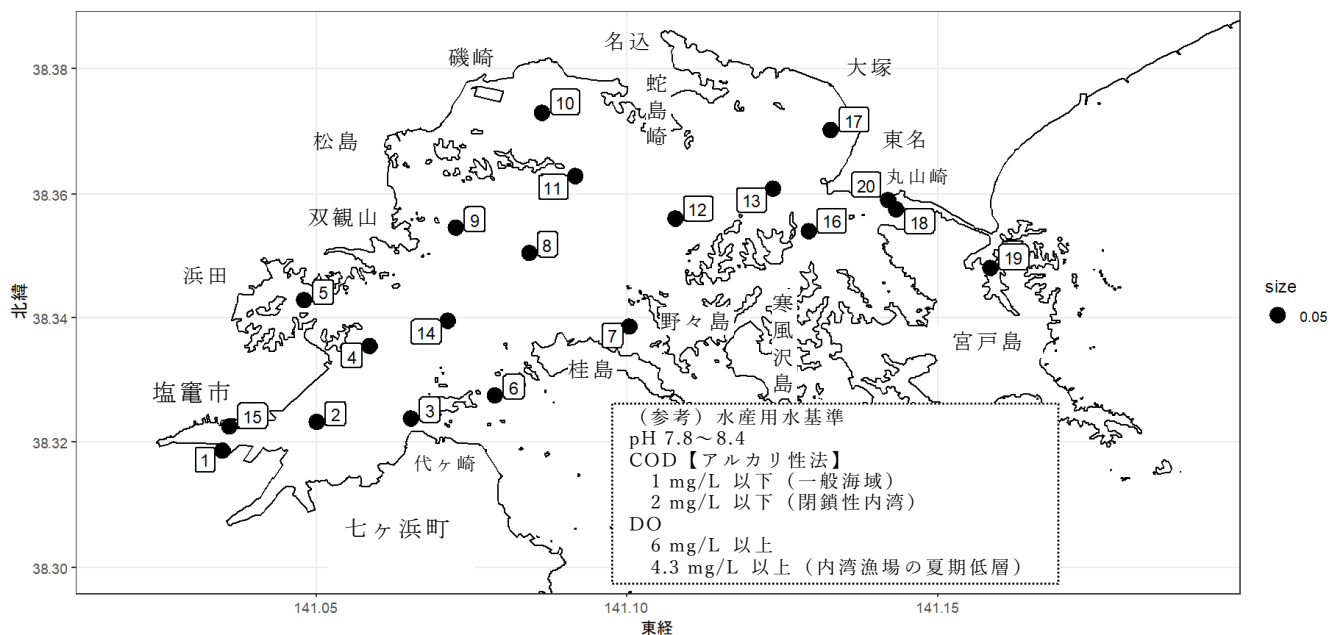 名込
磯崎
大塚
38.38
蛇島崎
10
17
松島
東名
丸山崎
20
11
13
38.36
双観山
9
12
16
18
8
浜田
19
5
北緯
size
0.05
38.34
14
7
野々島
寒風沢島
宮戸島
4
桂島
塩竈市
6
15
2
3
38.32
1
代ヶ崎
七ヶ浜町
(参考)水産用水基準
pH 7.8～8.4
COD【アルカリ性法】
1 mg/L 以下(一般海域)
2 mg/L 以下(閉鎖性内湾)
DO
6 mg/L 以上
4.3 mg/L 以上(内湾漁場の夏期低層)
38.30
141.05
141.10
141.15
東経